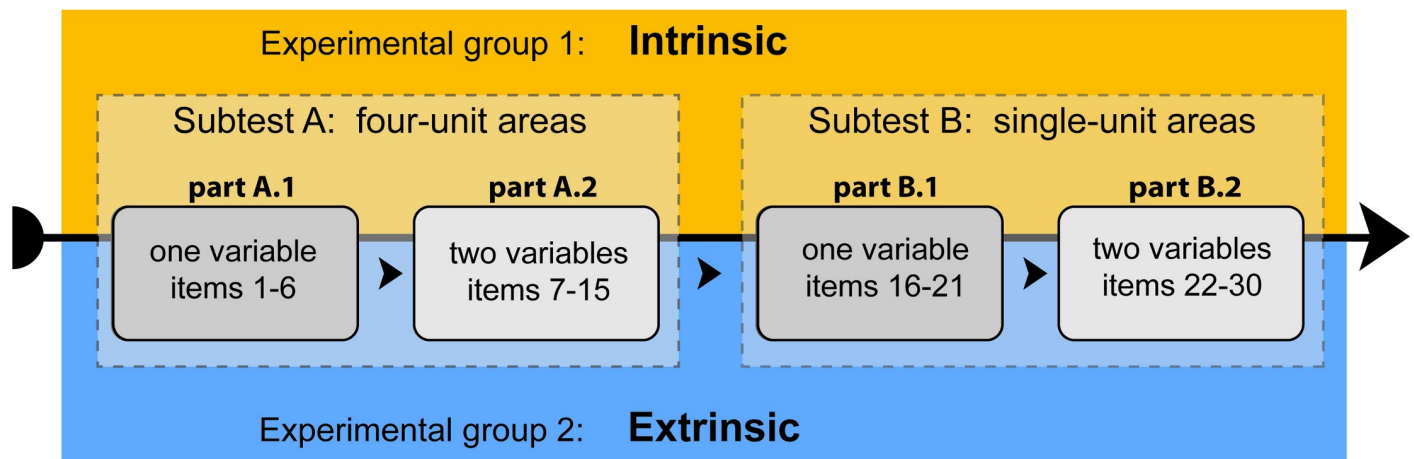 Experimental group 1: Intrinsic
Subtest A: four-unit areas
part A.1
one variable
items 1-6
part A.2
two variables
items 7-15
Subtest B: single-unit areas
part B.1
one variable
items 16-21
part B.2
two variables
items 22-30
Experimental group 2: Extrinsic